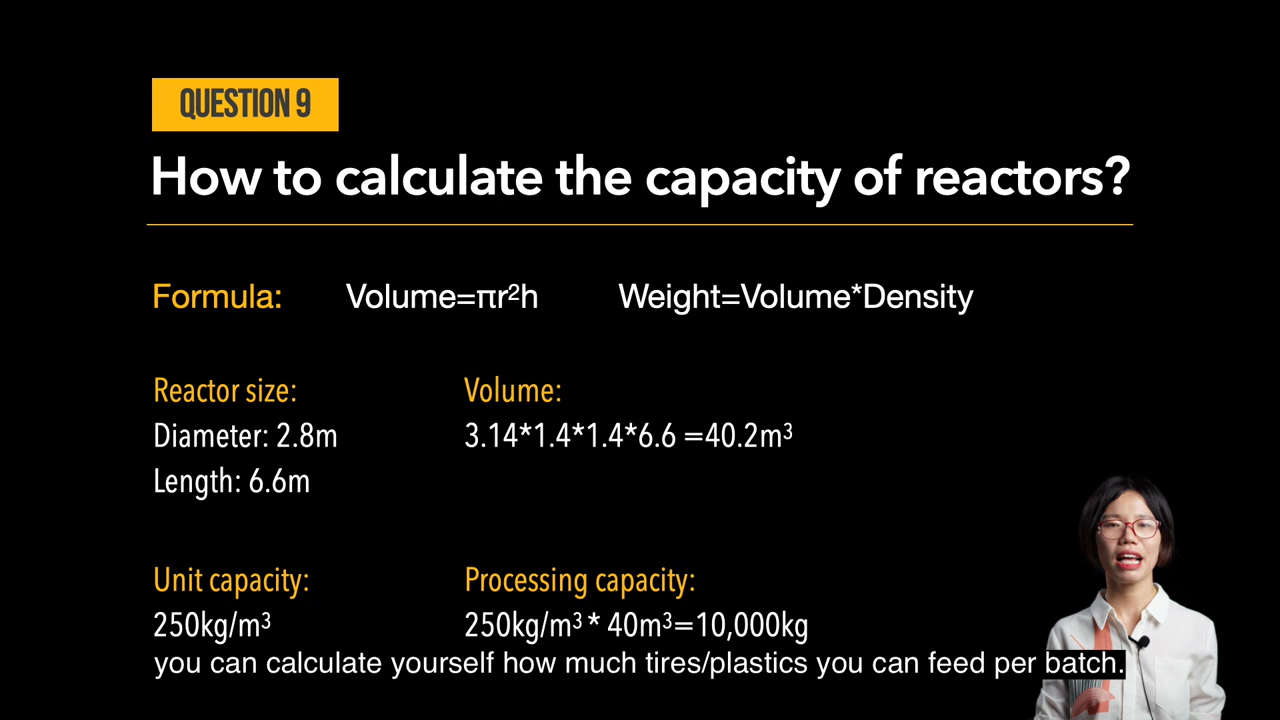 QUESTION 9
How to calculate the capacity of reactors?
Formula: Volume=πr²h Weight=Volume*Density
Reactor size: Volume:
Diameter: 2.8m 3.14*1.4*1.4*6.6 =40.2m³
Length: 6.6m
Unit capacity: Processing capacity:
250kg/m³ 250kg/m³ * 40m³=10,000kg
you can calculate yourself how much tires/plastics you can feed per batch.